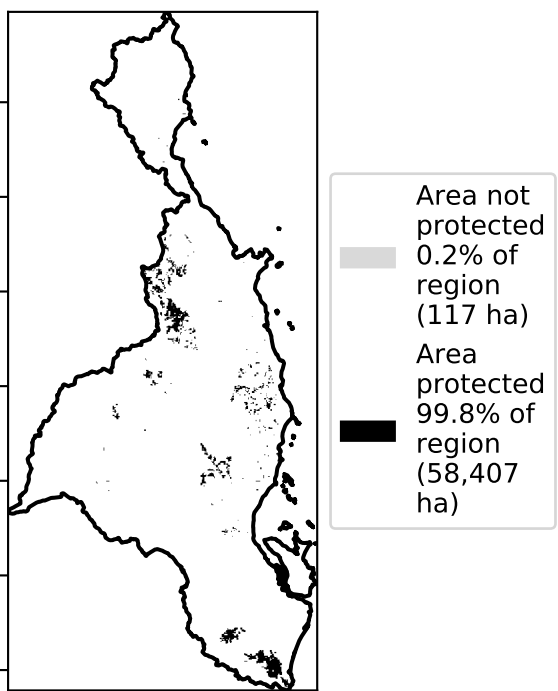 Area not
protected
0.2% of
region
(117 ha)
Area
protected
99.8% of
region
(58,407
ha)